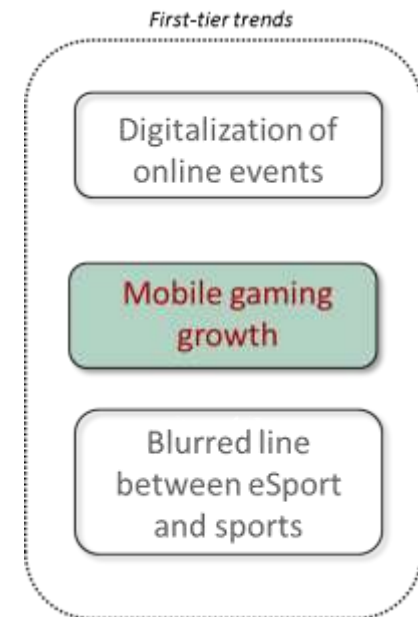 First-tier trends
Digitalization of
online events
Mobile gaming
growth
Blurred line
between eSport
and sports